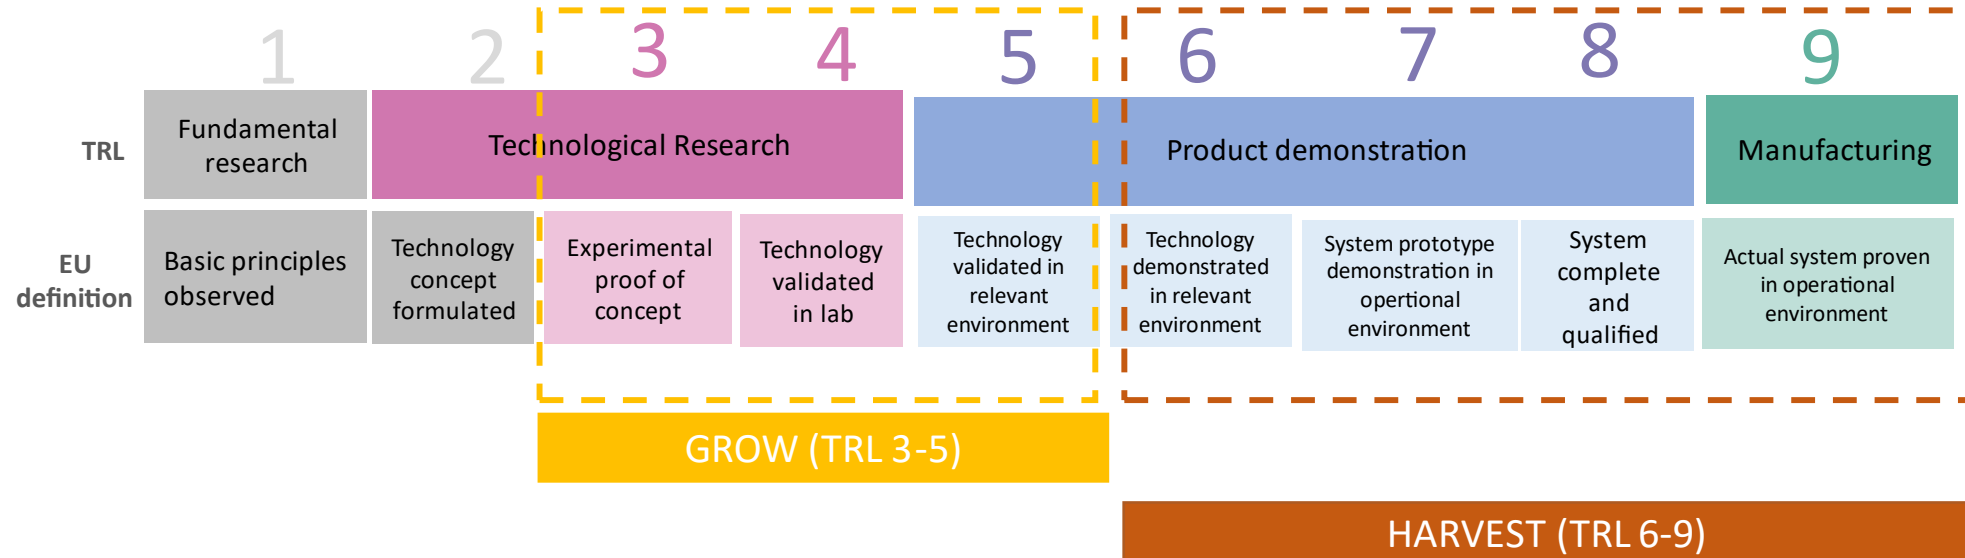 1
2
3
4
5
6
7
8
9
TRL
Fundamental
research
Technological Research
Product demonstration
Manufacturing
EU
definition
Basic principles
observed
Technology
concept
formulated
Experimental
proof of
concept
Technology
validated
in lab
Technology
validated in
relevant
environment
Technology
demonstrated
in relevant
environment
System prototype
demonstration in
opertional
environment
System
complete
and
qualified
Actual system proven
in operational
environment
GROW (TRL 3-5)
HARVEST (TRL 6-9)